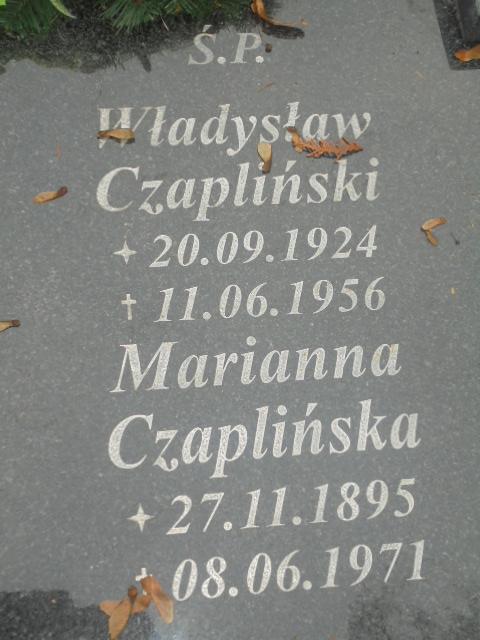 Ś.P.
Władysław
Czapliński
✦ 20.09.1924
✝ 11.06.1956
Marianna
Czaplińska
✦ 27.11.1895
✝ 08.06.1971